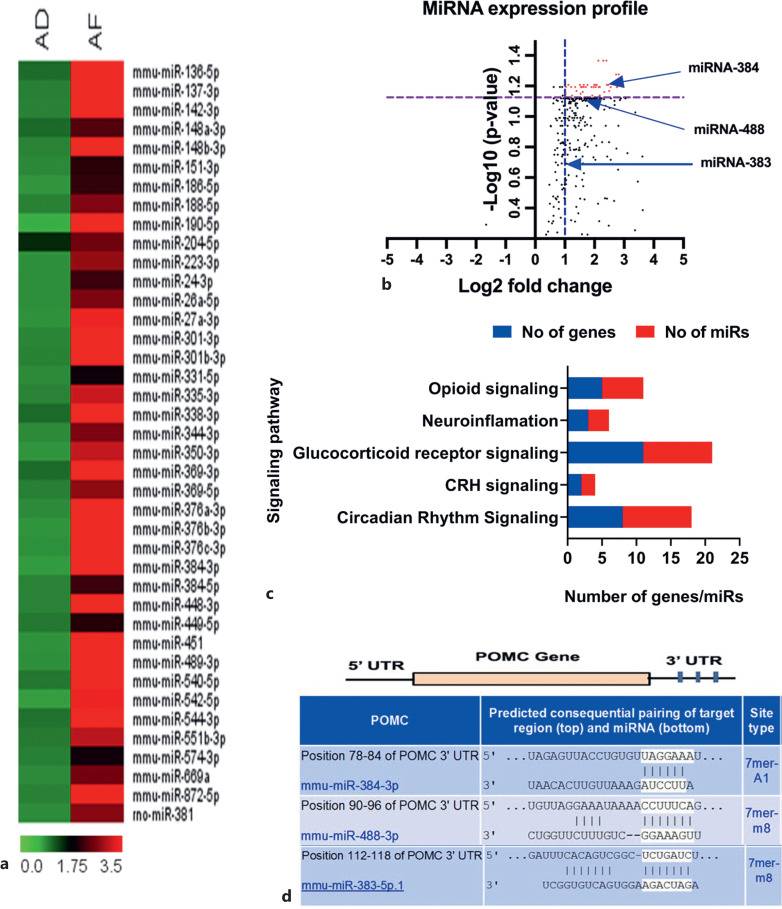 AD AF
mmu-miR-136-5p
mmu-miR-137-3p
mmu-miR-142-3p
mmu-miR-148a-3p
mmu-miR-148b-3p
mmu-miR-151-3p
mmu-miR-186-5p
mmu-miR-188-5p
mmu-miR-190-5p
mmu-miR-204-5p
mmu-miR-223-3p
mmu-miR-24-3p
mmu-miR-26a-5p
mmu-miR-27a-3p
mmu-miR-301-3p
mmu-miR-301b-3p
mmu-miR-331-5p
mmu-miR-335-3p
mmu-miR-338-3p
mmu-miR-344-3p
mmu-miR-350-3p
mmu-miR-369-3p
mmu-miR-369-5p
mmu-miR-376a-3p
mmu-miR-376b-3p
mmu-miR-376c-3p
mmu-miR-384-3p
mmu-miR-384-5p
mmu-miR-448-3p
mmu-miR-449-5p
mmu-miR-451
mmu-miR-489-3p
mmu-miR-540-5p
mmu-miR-542-5p
mmu-miR-544-3p
mmu-miR-551b-3p
mmu-miR-574-3p
mmu-miR-669a
mmu-miR-872-5p
rno-miR-381
0.0 1.75 3.5
a
MiRNA expression profile
-Log10 (p-value)
1.4
1.2
1.0
0.8
0.6
0.4
miRNA-384
miRNA-488
miRNA-383
-5 -4 -3 -2 -1 0 1 2 3 4 5
b
Log2 fold change
No of genes No of miRs
Signaling pathway
Opioid signaling
Neuroinflamation
Glucocorticoid receptor signaling
CRH signaling
Circadian Rhythm Signaling
0 5 10 15 20 25
c
Number of genes/miRs
5' UTR POMC Gene 3' UTR
POMC
Predicted consequential pairing of target
region (top) and miRNA (bottom)
Site
type
Position 78-84 of POMC 3' UTR 5' ...UAGAGUUACCUGUGUUAGGAAAU...
mmu-miR-384-3p 3' UAACACUUGUUAAAGAUCCUUA
7mer-
A1
Position 90-96 of POMC 3' UTR 5' ...UGUUAGGAAAUAAAACCUUUCAG...
mmu-miR-488-3p 3' CUGGUUCUUUGUC--GGAAAGUU
7mer-
m8
Position 112-118 of POMC 3' UTR 5' ...GAUUUCACAGUCGGC-UCUGAUCU...
mmu-miR-383-5p.1 3' UCGGUGUCAGUGGAAGACUAGA
7mer-
m8
d